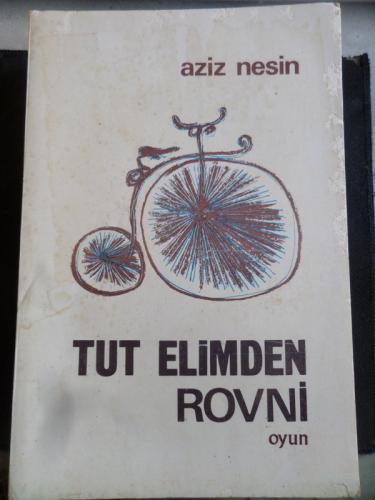 aziz nesin
TUT ELİMDEN
ROVNİ
oyun